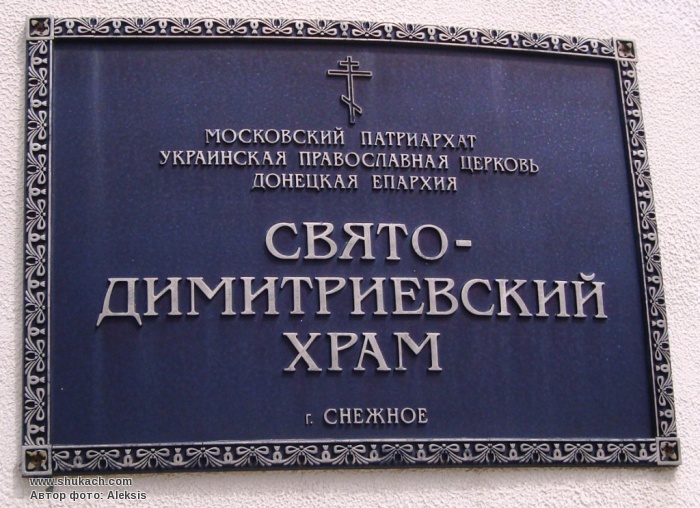 МОСКОВСКИЙ ПАТРИАРХАТ
УКРАИНСКАЯ ПРАВОСЛАВНАЯ ЦЕРКОВЬ
ДОНЕЦКАЯ ЕПАРХИЯ
СВЯТО-
ДИМИТРИЕВСКИЙ
ХРАМ
г. СНЕЖНОЕ
www.shukach.com
Автор фото: Aleksis